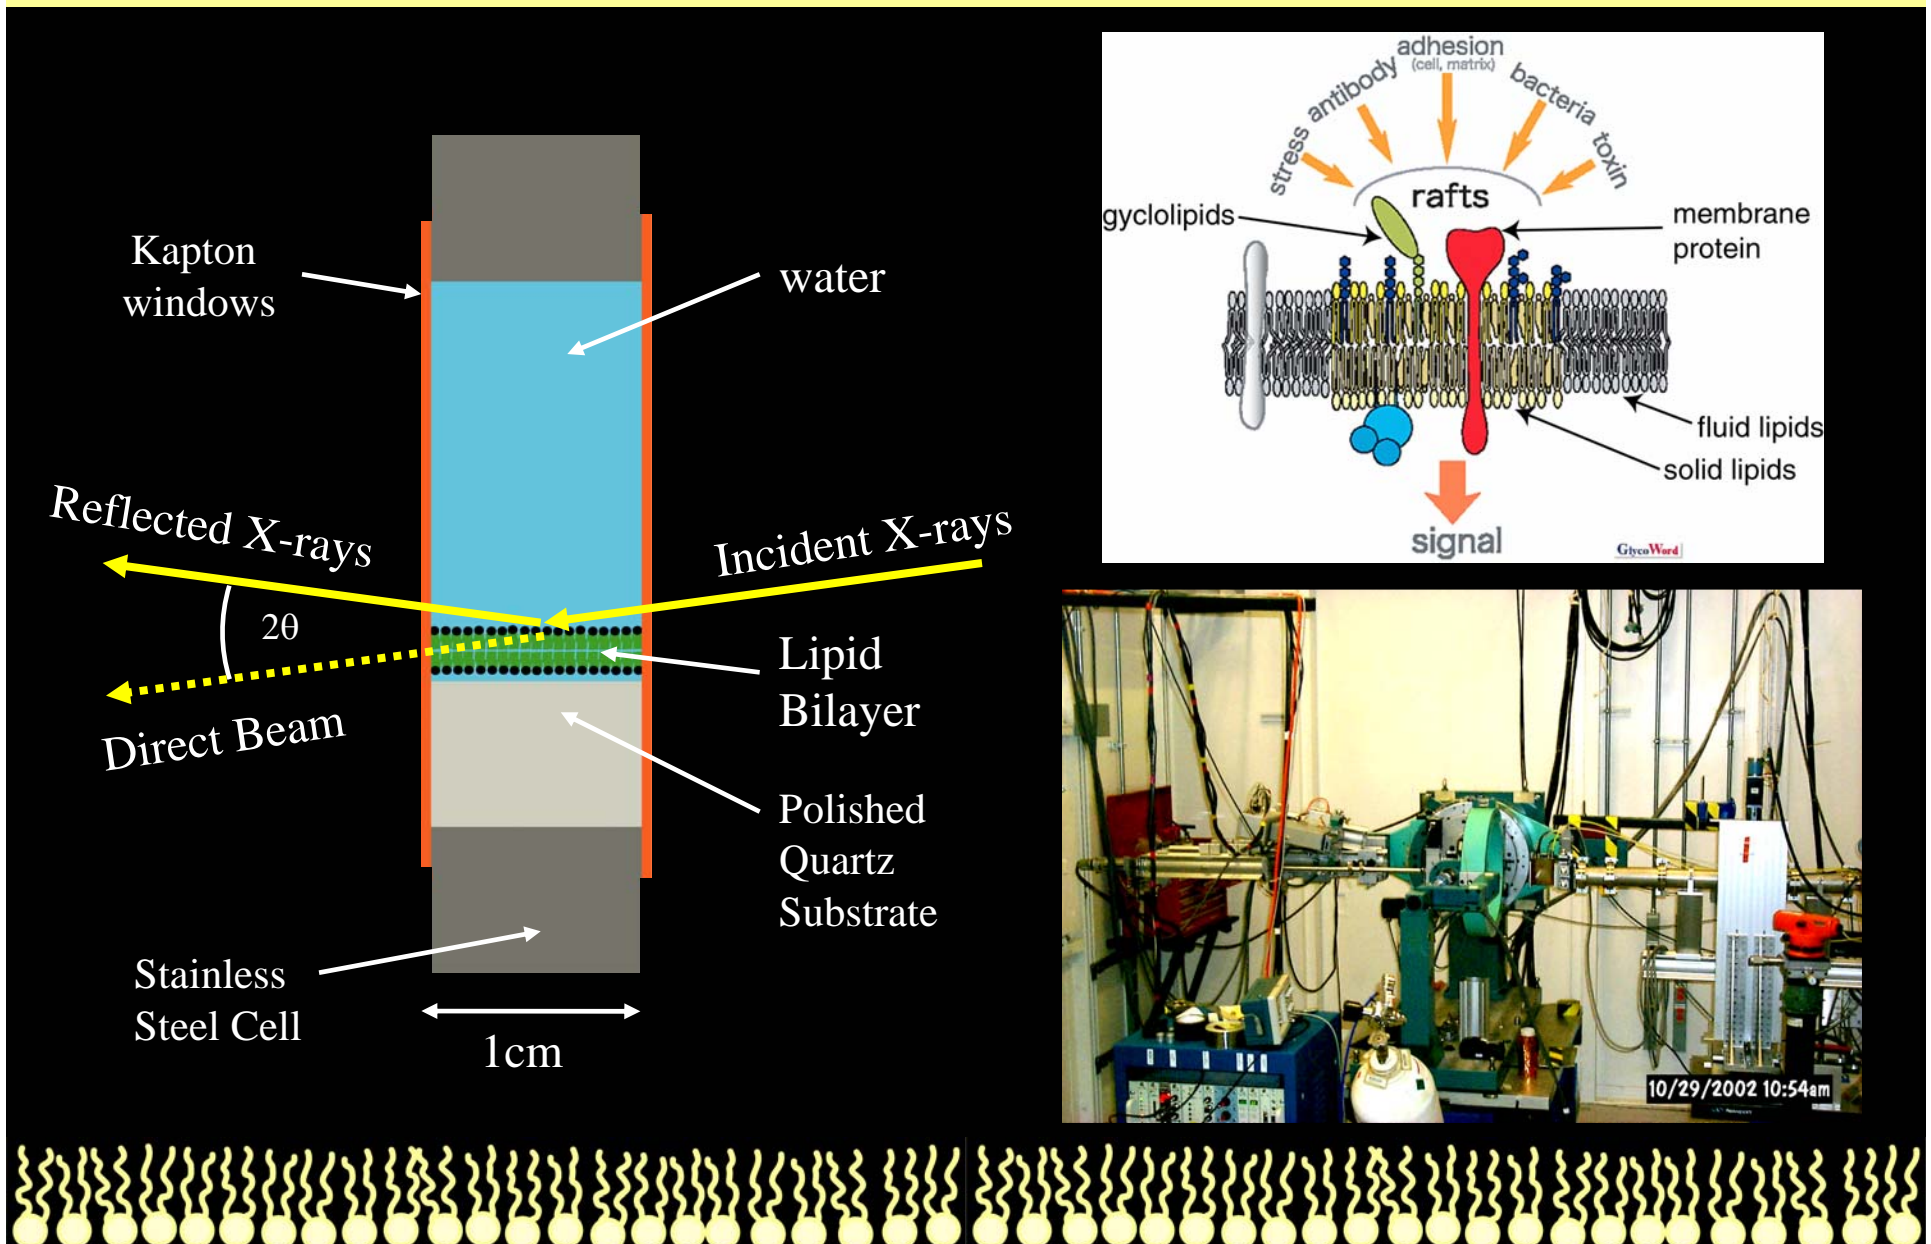 Kapton
windows
water
Reflected X-rays
Incident X-rays
2θ
Direct Beam
Lipid
Bilayer
Polished
Quartz
Substrate
Stainless
Steel Cell
1cm
stress antibody adhesion bacteria toxin
(cell, matrix)
rafts
gyclolipids
membrane
protein
fluid lipids
solid lipids
signal
GlycoWord
10/29/2002 10:54am